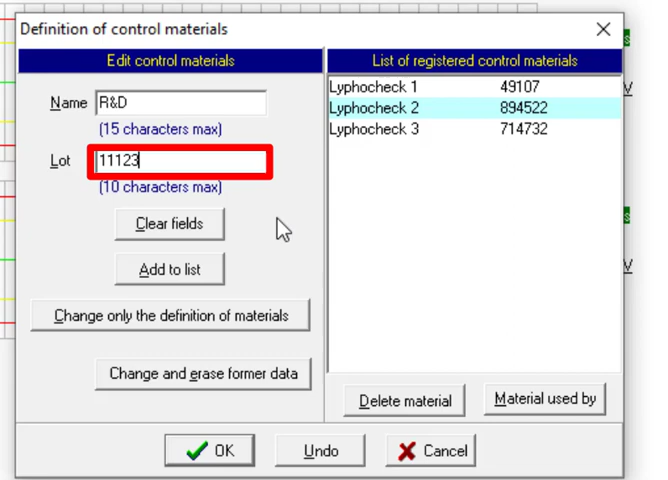 Definition of control materials
Edit control materials
Name R&D
(15 characters max)
Lot 11123
(10 characters max)
Clear fields
Add to list
Change only the definition of materials
Change and erase former data
List of registered control materials
Lyphocheck 1 49107
Lyphocheck 2 894522
Lyphocheck 3 714732
Delete material
Material used by
OK
Undo
Cancel
s
V
s
V